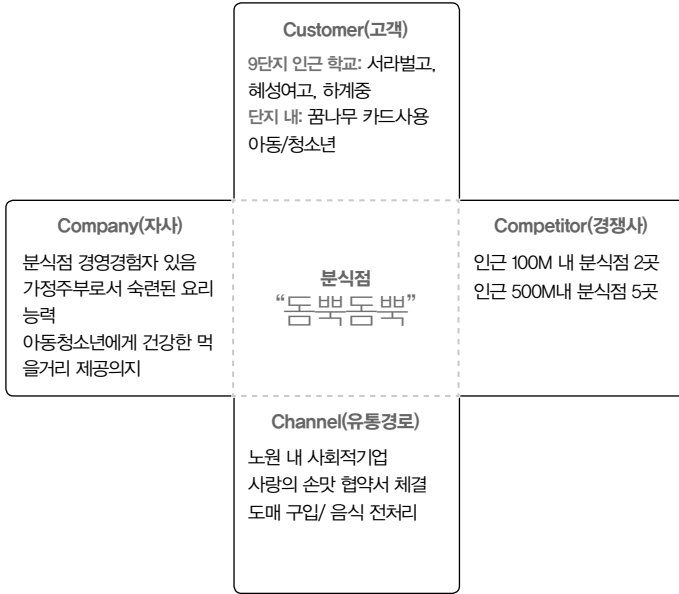 Customer(고객)
9단지 인근 학교: 서라벌고,
혜성여고, 하계중
단지 내: 꿈나무 카드사용
아동/청소년
Company(자사)
분식점 경영경험자 있음
가정주부로서 숙련된 요리
능력
아동청소년에게 건강한 먹
을거리 제공의지
분식점
“돔뿍돔뿍”
Competitor(경쟁사)
인근 100M 내 분식점 2곳
인근 500M내 분식점 5곳
Channel(유통경로)
노원 내 사회적기업
사랑의 손맛 협약서 체결
도매 구입/ 음식 전처리